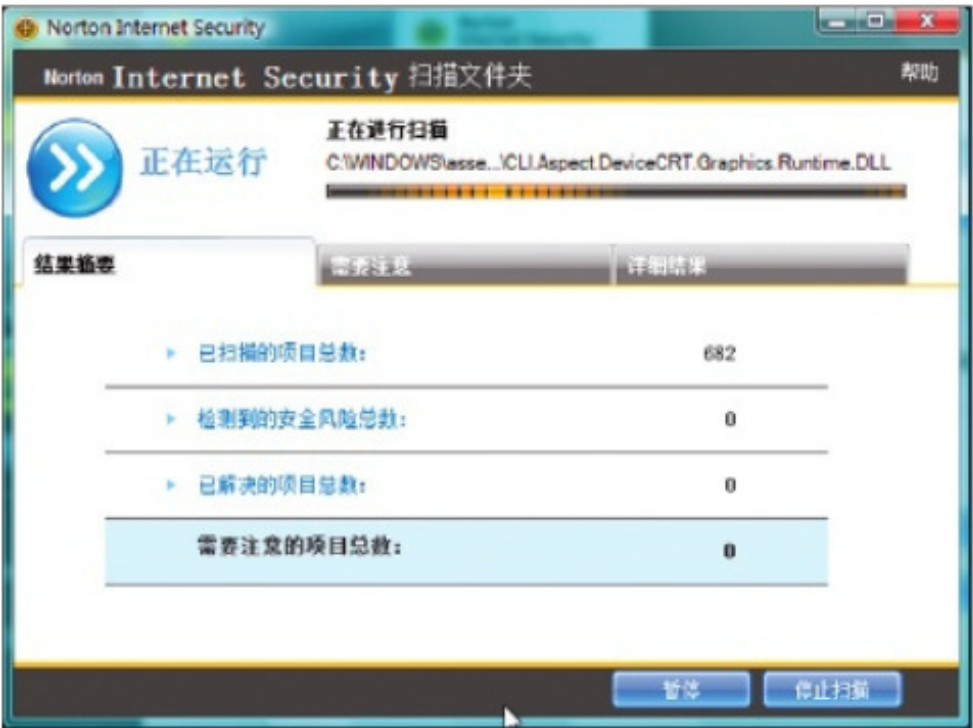 Norton Internet Security
Norton Internet Security 扫描文件夹
帮助
正在运行
正在进行扫描
C:\WINDOWS\asse...\CLI.Aspect.DeviceCRT.Graphics.Runtime.DLL
结果摘要
需要注意
详细结果
已扫描的项目总数: 682
检测到的安全风险总数: 0
已解决的项目总数: 0
需要注意的项目总数: 0
暂停
停止扫描